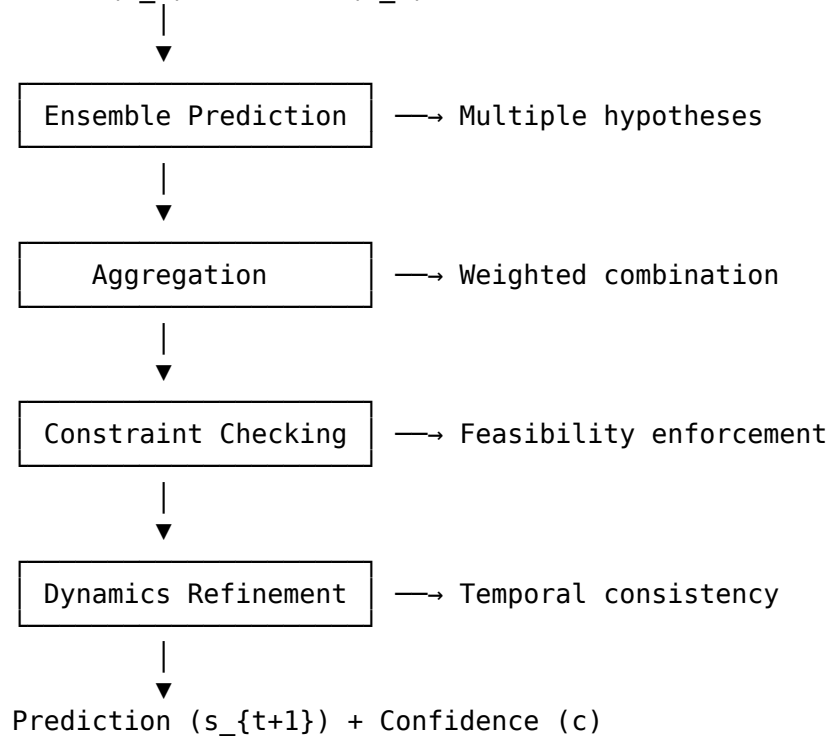 Ensemble Prediction ──→ Multiple hypotheses
Aggregation ──→ Weighted combination
Constraint Checking ──→ Feasibility enforcement
Dynamics Refinement ──→ Temporal consistency
Prediction (s_{t+1}) + Confidence (c)